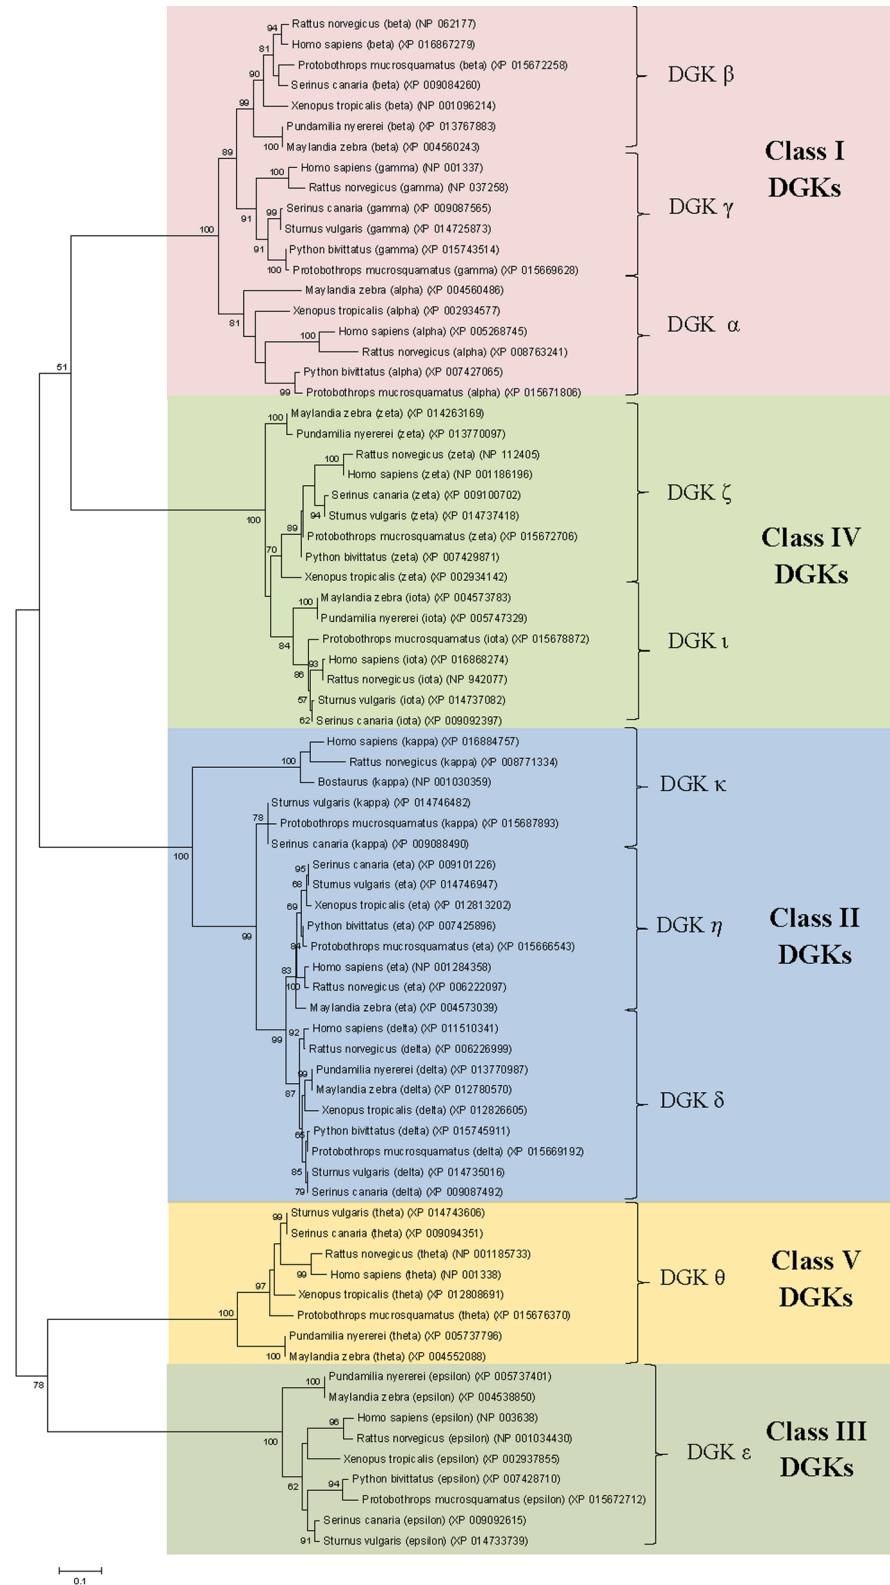 Rattus norvegicus (beta) (NP 062177)
Homo sapiens (beta) (XP 016867279)
Protobothrops mucrosquamatus (beta) (XP 015672258)
Serinus canaria (beta) (XP 009084260)
Xenopus tropicalis (beta) (NP 001096214)
Pundamilia nyererei (beta) (XP 013767883)
Maylandia zebra (beta) (XP 004560243)
94
81
90
99
100
89
DGK β
Homo sapiens (gamma) (NP 001337)
Rattus norvegicus (gamma) (NP 037258)
Serinus canaria (gamma) (XP 009087565)
Sturnus vulgaris (gamma) (XP 014725873)
Python bivittatus (gamma) (XP 015743514)
Protobothrops mucrosquamatus (gamma) (XP 015669628)
100
99
91
91
100
100
DGK γ
Class I
DGKs
Maylandia zebra (alpha) (XP 004560486)
Xenopus tropicalis (alpha) (XP 002934577)
Homo sapiens (alpha) (XP 005268745)
Rattus norvegicus (alpha) (XP 008763241)
Python bivittatus (alpha) (XP 007427065)
Protobothrops mucrosquamatus (alpha) (XP 015671806)
81
100
99
51
DGK α
Maylandia zebra (zeta) (XP 014263169)
Pundamilia nyererei (zeta) (XP 013770097)
Rattus norvegicus (zeta) (NP 112405)
Homo sapiens (zeta) (NP 001186196)
Serinus canaria (zeta) (XP 009100702)
Sturnus vulgaris (zeta) (XP 014737418)
Protobothrops mucrosquamatus (zeta) (XP 015672706)
Python bivittatus (zeta) (XP 007429871)
Xenopus tropicalis (zeta) (XP 002934142)
100
100
94
100
89
70
DGK ζ
Class IV
DGKs
Maylandia zebra (iota) (XP 004573783)
Pundamilia nyererei (iota) (XP 005747329)
Protobothrops mucrosquamatus (iota) (XP 015678872)
Homo sapiens (iota) (XP 016868274)
Rattus norvegicus (iota) (NP 942077)
Sturnus vulgaris (iota) (XP 014737082)
Serinus canaria (iota) (XP 009092397)
100
84
93
86
57
62
DGK ι
Homo sapiens (kappa) (XP 016884757)
Rattus norvegicus (kappa) (XP 008771334)
Bostaurus (kappa) (NP 001030359)
Sturnus vulgaris (kappa) (XP 014746482)
Protobothrops mucrosquamatus (kappa) (XP 015687893)
Serinus canaria (kappa) (XP 009088490)
100
78
100
DGK κ
Serinus canaria (eta) (XP 009101226)
Sturnus vulgaris (eta) (XP 014746947)
Xenopus tropicalis (eta) (XP 012813202)
Python bivittatus (eta) (XP 007425896)
Protobothrops mucrosquamatus (eta) (XP 015666543)
Homo sapiens (eta) (NP 001284358)
Rattus norvegicus (eta) (XP 006222097)
Maylandia zebra (eta) (XP 004573039)
95
68
69
99
84
83
100
DGK η
Class II
DGKs
Homo sapiens (delta) (XP 011510341)
Rattus norvegicus (delta) (XP 006226999)
Pundamilia nyererei (delta) (XP 013770987)
Maylandia zebra (delta) (XP 012780570)
Xenopus tropicalis (delta) (XP 012826605)
Python bivittatus (delta) (XP 015745911)
Protobothrops mucrosquamatus (delta) (XP 015669192)
Sturnus vulgaris (delta) (XP 014735016)
Serinus canaria (delta) (XP 009087492)
92
99
99
87
65
85
79
DGK δ
Sturnus vulgaris (theta) (XP 014743606)
Serinus canaria (theta) (XP 009094351)
Rattus norvegicus (theta) (NP 001185733)
Homo sapiens (theta) (NP 001338)
Xenopus tropicalis (theta) (XP 012808691)
Protobothrops mucrosquamatus (theta) (XP 015676370)
Pundamilia nyererei (theta) (XP 005737796)
Maylandia zebra (theta) (XP 004552088)
99
99
97
100
100
DGK θ
Class V
DGKs
78
Pundamilia nyererei (epsilon) (XP 005737401)
Maylandia zebra (epsilon) (XP 004538850)
Homo sapiens (epsilon) (NP 003638)
Rattus norvegicus (epsilon) (NP 001034430)
Xenopus tropicalis (epsilon) (XP 002937855)
Python bivittatus (epsilon) (XP 007428710)
Protobothrops mucrosquamatus (epsilon) (XP 015672712)
Serinus canaria (epsilon) (XP 009092615)
Sturnus vulgaris (epsilon) (XP 014733739)
100
96
100
94
62
91
DGK ε
Class III
DGKs
0.1